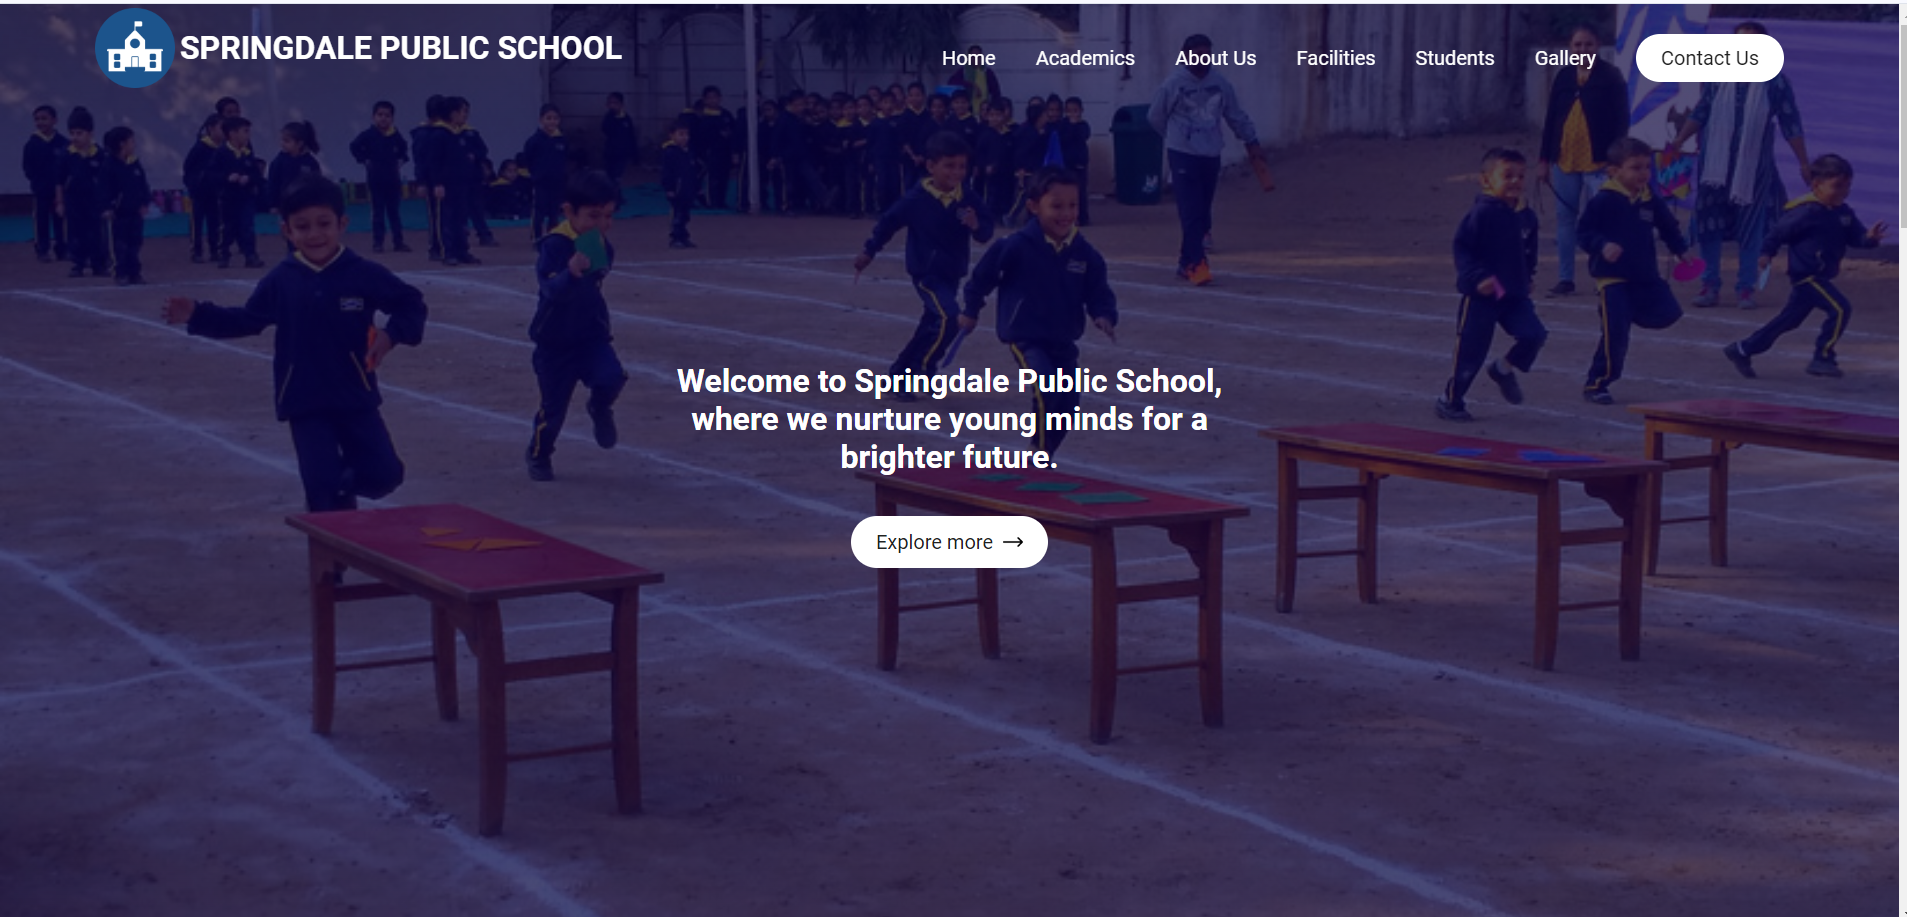 SPRINGDALE PUBLIC SCHOOL
Home Academics About Us Facilities Students Gallery Contact Us
Welcome to Springdale Public School,
where we nurture young minds for a
brighter future.
Explore more